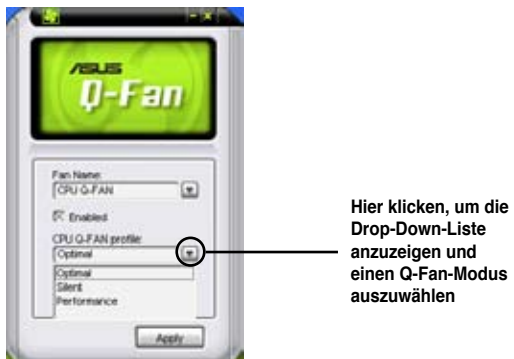 ASUS
Q-Fan
Fan Name:
CPU Q-FAN
Enabled
CPU Q-FAN profile:
Optimal
Optimal
Silent
Performance
Apply
Hier klicken, um die
Drop-Down-Liste
anzuzeigen und
einen Q-Fan-Modus
auszuwählen